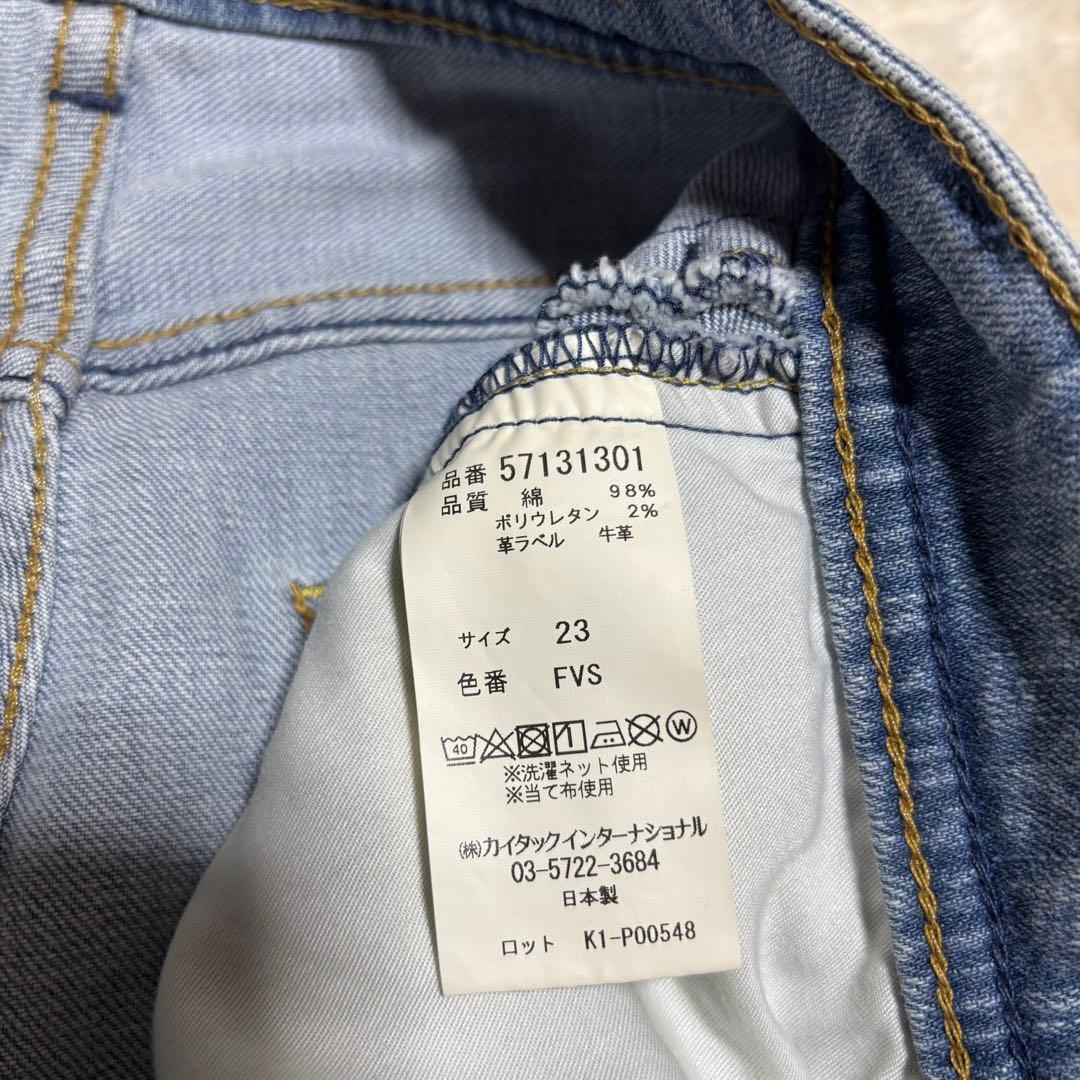 品番 57131301
品質 綿 98%
ポリウレタン 2%
革ラベル 牛革
サイズ 23
色番 FVS
40 W
※洗濯ネット使用
※当て布使用
㈱カイタックインターナショナル
03-5722-3684
日本製
ロット K1-P00548